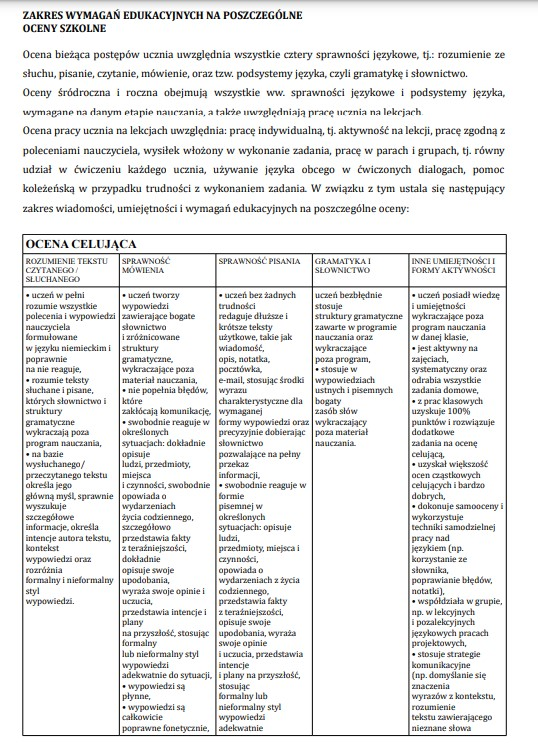 ZAKRES WYMAGAŃ EDUKACYJNYCH NA POSZCZEGÓLNE
OCENY SZKOLNE
Ocena bieżąca postępów ucznia uwzględnia wszystkie cztery sprawności językowe, tj.: rozumienie ze
słuchu, pisanie, czytanie, mówienie, oraz tzw. podsystemy języka, czyli gramatykę i słownictwo.
Oceny śródroczna i roczna obejmują wszystkie ww. sprawności językowe i podsystemy języka,
wymagane na danym etapie nauczania, a także uwzględniają pracę ucznia na lekcjach.
Ocena pracy ucznia na lekcjach uwzględnia: pracę indywidualną, tj. aktywność na lekcji, pracę zgodną z
poleceniami nauczyciela, wysiłek włożony w wykonanie zadania, pracę w parach i grupach, tj. równy
udział w ćwiczeniu każdego ucznia, używanie języka obcego w ćwiczonych dialogach, pomoc
koleżeńską w przypadku trudności z wykonaniem zadania. W związku z tym ustala się następujący
zakres wiadomości, umiejętności i wymagań edukacyjnych na poszczególne oceny:
OCENA CELUJĄCA
ROZUMIENIE TEKSTU
CZYTANEGO /
SŁUCHANEGO
SPRAWNOŚĆ
MÓWIENIA
SPRAWNOŚĆ PISANIA
GRAMATYKA I
SŁOWNICTWO
INNE UMIEJĘTNOŚCI I
FORMY AKTYWNOŚCI
• uczeń w pełni
rozumie wszystkie
polecenia i wypowiedzi
nauczyciela
formułowane
w języku niemieckim i
poprawnie
na nie reaguje,
• rozumie teksty
słuchane i pisane,
których słownictwo i
struktury
gramatyczne
wykraczają poza
program nauczania,
• na bazie
wysłuchanego/
przeczytanego tekstu
określa jego
główną myśl, sprawnie
wyszukuje
szczegółowe
informacje, określa
intencje autora tekstu,
kontekst
wypowiedzi oraz
rozróżnia
formalny i nieformalny
styl
wypowiedzi.
• uczeń tworzy
wypowiedzi
zawierające bogate
słownictwo
i zróżnicowane
struktury
gramatyczne,
wykraczające poza
materiał nauczania,
• nie popełnia błędów,
które
zakłócają komunikację,
• swobodnie reaguje w
określonych
sytuacjach: dokładnie
opisuje
ludzi, przedmioty,
miejsca
i czynności, swobodnie
opowiada o
wydarzeniach
życia codziennego,
szczegółowo
przedstawia fakty
z teraźniejszości,
dokładnie
opisuje swoje
upodobania,
wyraża swoje opinie i
uczucia,
przedstawia intencje i
plany
na przyszłość, stosując
formalny
lub nieformalny styl
wypowiedzi
adekwatnie do sytuacji,
• wypowiedzi są
płynne,
• wypowiedzi są
całkowicie
poprawne fonetycznie,
• uczeń bez żadnych
trudności
redaguje dłuższe i
krótsze teksty
użytkowe, takie jak
wiadomość,
opis, notatka,
pocztówka,
e-mail, stosując środki
wyrazu
charakterystyczne dla
wymaganej
formy wypowiedzi oraz
precyzyjnie dobierając
słownictwo
pozwalające na pełny
przekaz
informacji,
• swobodnie reaguje w
formie
pisemnej w
określonych
sytuacjach: opisuje
ludzi,
przedmioty, miejsca i
czynności,
opowiada o
wydarzeniach z życia
codziennego,
przedstawia fakty
z teraźniejszości,
opisuje swoje
upodobania, wyraża
swoje opinie
i uczucia, przedstawia
intencje
i plany na przyszłość,
stosując
formalny lub
nieformalny styl
wypowiedzi
adekwatnie
uczeń bezbłędnie
stosuje
struktury gramatyczne
zawarte w programie
nauczania oraz
wykraczające
poza program,
• stosuje w
wypowiedziach
ustnych i pisemnych
bogaty
zasób słów
wykraczający
poza materiał
nauczania.
• uczeń posiadł wiedzę
i umiejętności
wykraczające poza
program nauczania
w danej klasie,
• jest aktywny na
zajęciach,
systematyczny oraz
odrabia wszystkie
zadania domowe,
• z prac klasowych
uzyskuje 100%
punktów i rozwiązuje
dodatkowe
zadania na ocenę
celującą,
• uzyskał większość
ocen cząstkowych
celujących i bardzo
dobrych,
• dokonuje samooceny i
wykorzystuje
techniki samodzielnej
pracy nad
językiem (np.
korzystanie ze
słownika,
poprawianie błędów,
notatki),
• współdziała w grupie,
np. w lekcyjnych
i pozalekcyjnych
językowych pracach
projektowych,
• stosuje strategie
komunikacyjne
(np. domyślanie się
znaczenia
wyrazów z kontekstu,
rozumienie
tekstu zawierającego
nieznane słowa